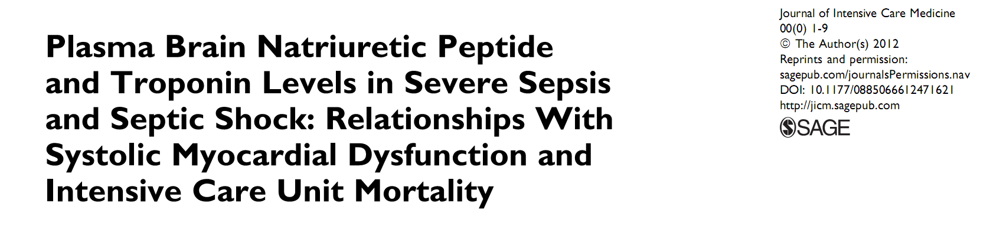 Plasma Brain Natriuretic Peptide
and Troponin Levels in Severe Sepsis
and Septic Shock: Relationships With
Systolic Myocardial Dysfunction and
Intensive Care Unit Mortality
Journal of Intensive Care Medicine
00(0) 1-9
© The Author(s) 2012
Reprints and permission:
sagepub.com/journalsPermissions.nav
DOI: 10.1177/0885066612471621
http://jicm.sagepub.com
SAGE